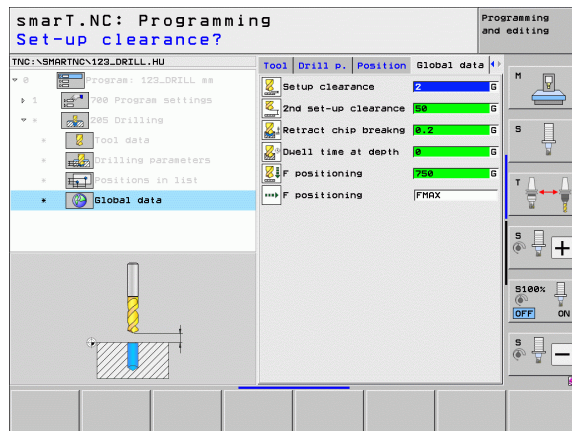 smarT.NC: Programming
Programming and editing
Set-up clearance?
TNC:\SMARTNC\123_DRILL.HU
0 Program: 123_DRILL mm
1 700 Program settings
* 205 Drilling
* Tool data
* Drilling parameters
* Positions in list
* Global data
Tool Drill p. Position Global data
Setup clearance 2 G
2nd set-up clearance 50 G
Retract chip breakng 0.2 G
Dwell time at depth 0 G
F positioning 750 G
F positioning FMAX
M
S
T
S
S100%
OFF ON
S